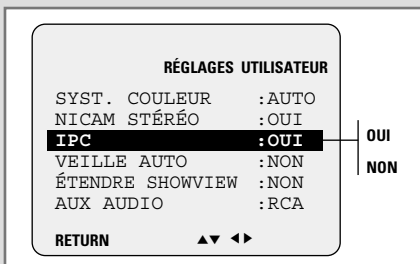 RÉGLAGES UTILISATEUR
SYST. COULEUR :AUTO
NICAM STÉRÉO :OUI
IPC :OUI
VEILLE AUTO :NON
ÉTENDRE SHOWVIEW :NON
AUX AUDIO :RCA
RETURN ▲▼ ◀▶
OUI
NON